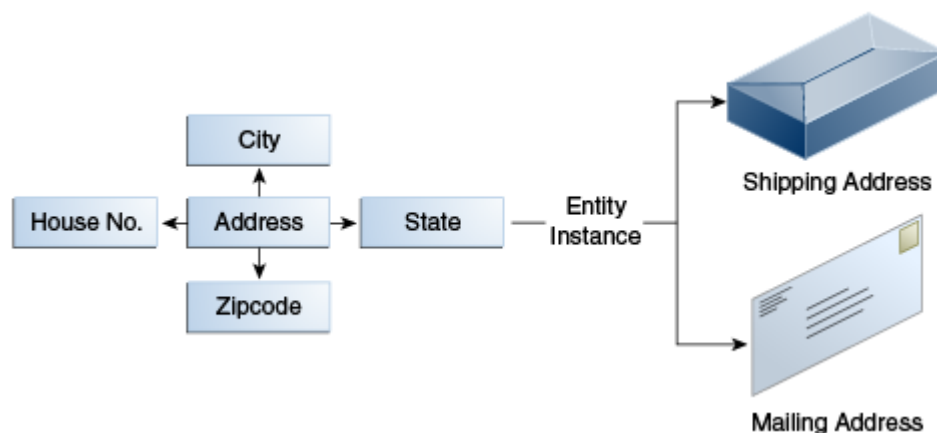 City
House No.
Address
State
Zipcode
Entity
Instance
Shipping Address
Mailing Address